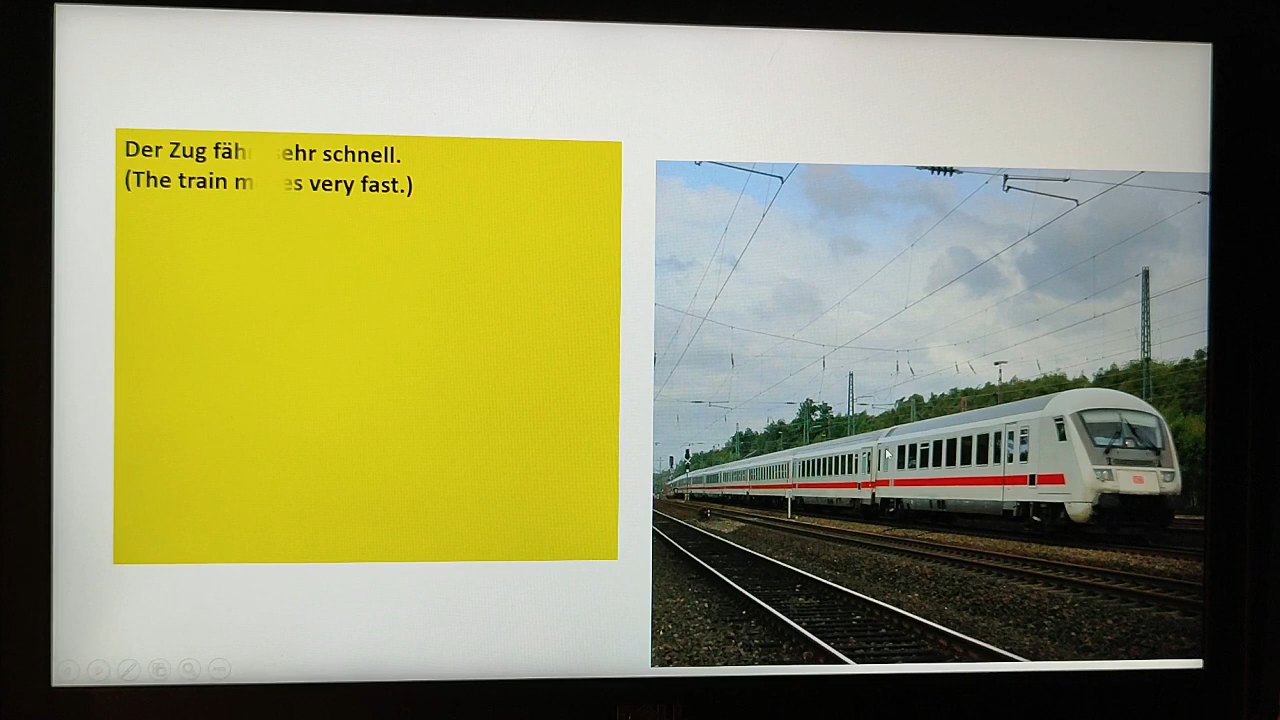 Der Zug schnell.
(The train very fast.)